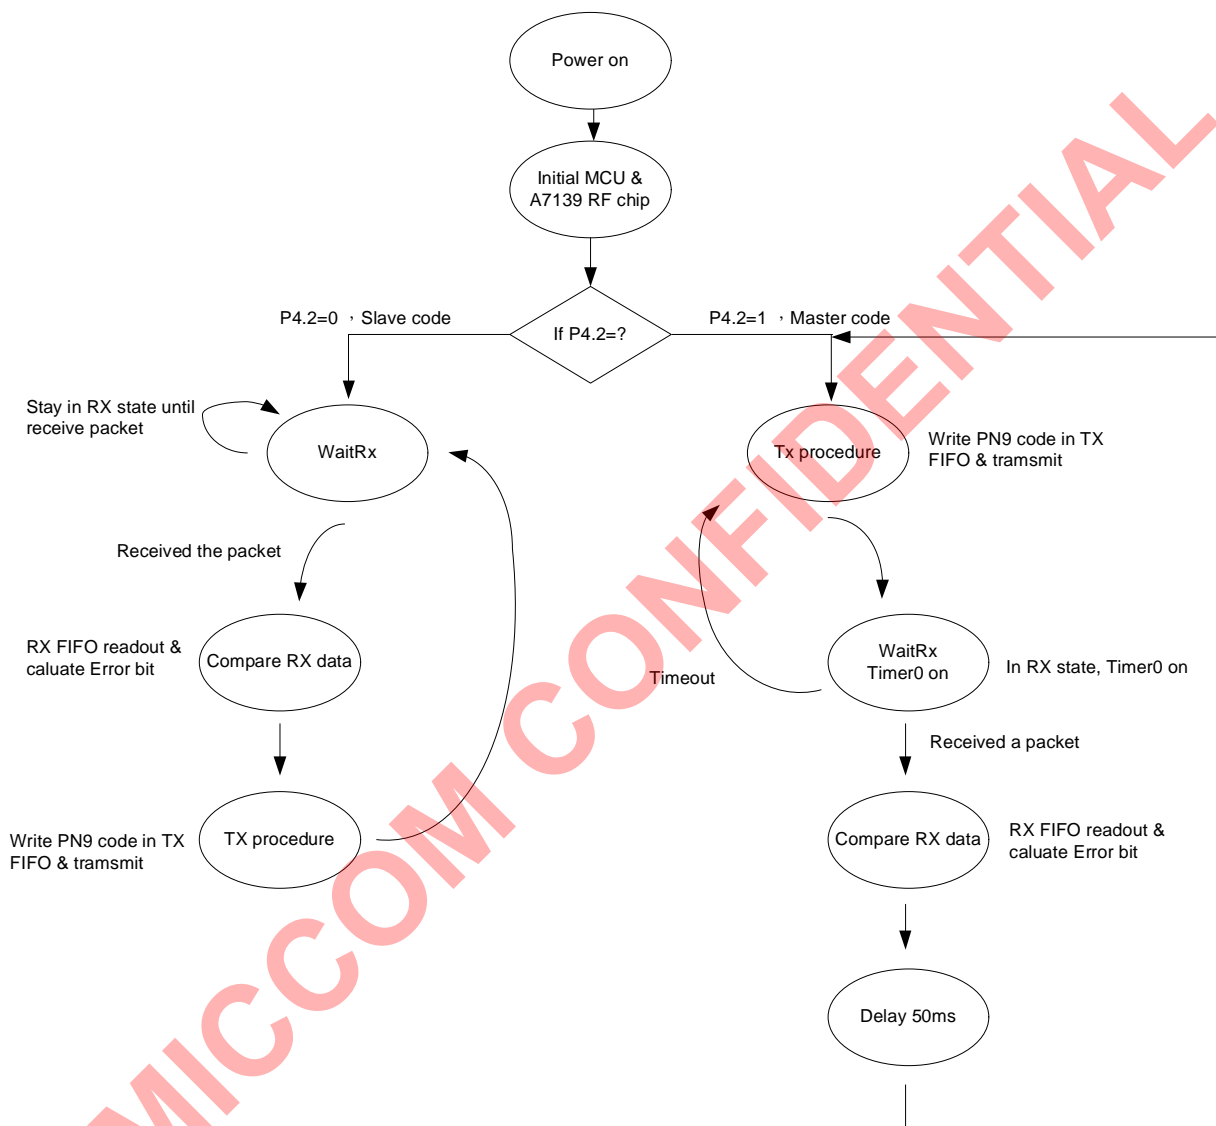 Power on
Initial MCU &
A7139 RF chip
P4.2=0 ，Slave code
If P4.2=?
P4.2=1 ，Master code
Stay in RX state until
receive packet
WaitRx
Tx procedure
Write PN9 code in TX
FIFO & tramsmit
Received the packet
RX FIFO readout &
caluate Error bit
Compare RX data
Timeout
WaitRx
Timer0 on
In RX state, Timer0 on
Received a packet
Write PN9 code in TX
FIFO & tramsmit
TX procedure
Compare RX data
RX FIFO readout &
caluate Error bit
Delay 50ms
MICCOM CONFIDENTIAL